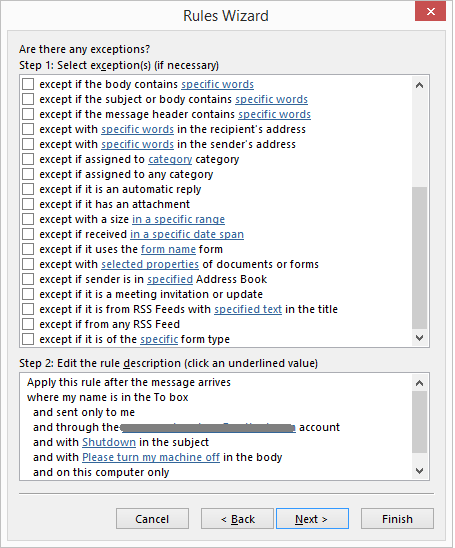 Rules Wizard
Are there any exceptions?
Step 1: Select exception(s) (if necessary)
except if the body contains specific words
except if the subject or body contains specific words
except if the message header contains specific words
except with specific words in the recipient's address
except with specific words in the sender's address
except if assigned to category category
except if assigned to any category
except if it is an automatic reply
except if it has an attachment
except with a size in a specific range
except if received in a specific date span
except if it uses the form name form
except with selected properties of documents or forms
except if sender is in specified Address Book
except if it is a meeting invitation or update
except if it is from RSS Feeds with specified text in the title
except if from any RSS Feed
except if it is of the specific form type
Step 2: Edit the rule description (click an underlined value)
Apply this rule after the message arrives
where my name is in the To box
and sent only to me
and through the account
and with Shutdown in the subject
and with Please turn my machine off in the body
and on this computer only
Cancel < Back Next > Finish